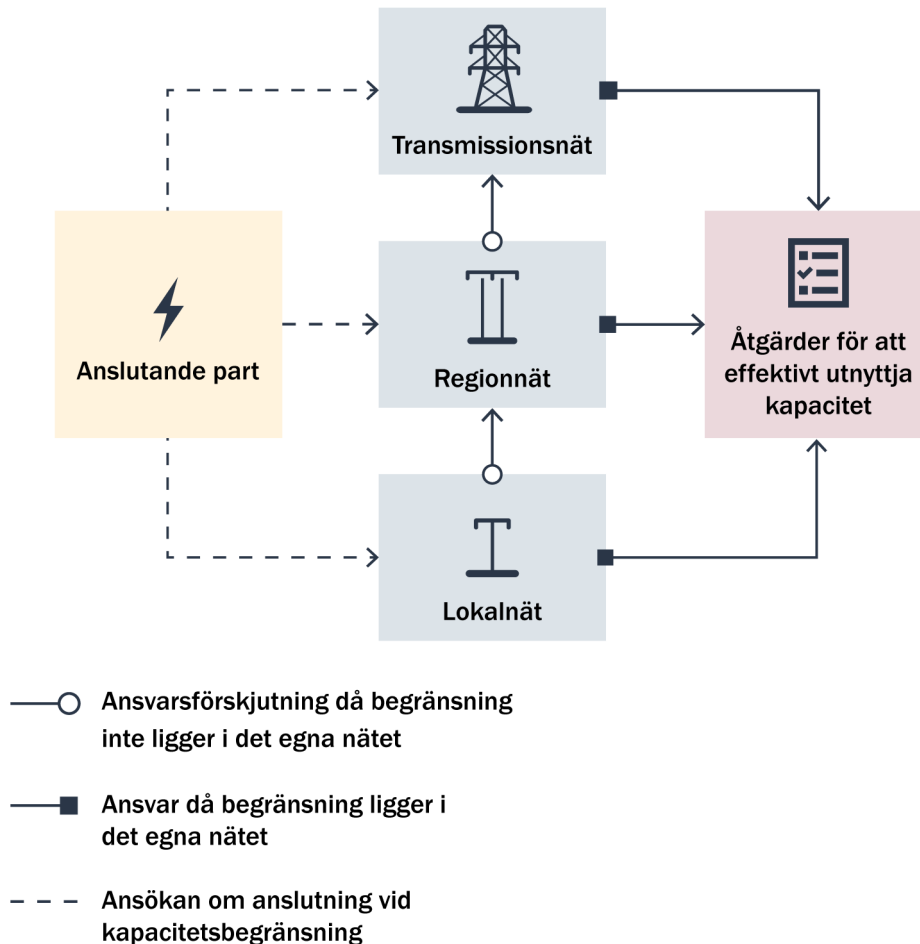 Transmissionsnät
Anslutande part
Regionnät
Åtgärder för att
effektivt utnyttja
kapacitet
Lokalnät
Ansvarsförskjutning då begränsning
inte ligger i det egna nätet
Ansvar då begränsning ligger i
det egna nätet
Ansökan om anslutning vid
kapacitetsbegränsning